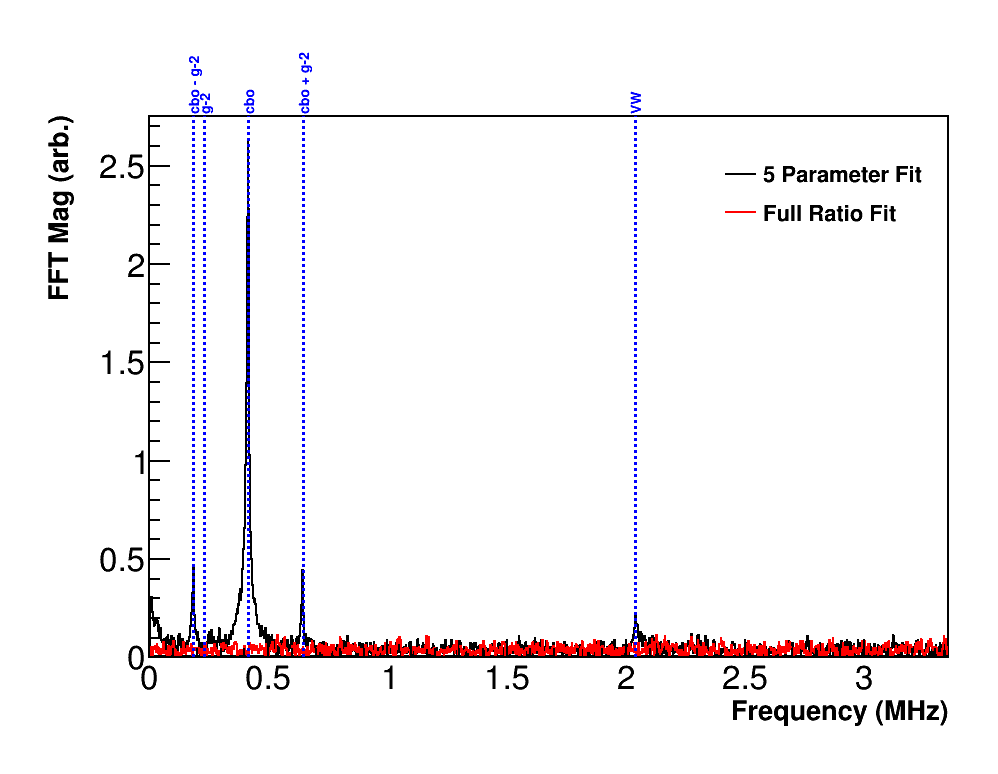 cbo - g-2
g-2
cbo
cbo + g-2
VW
FFT Mag (arb.)
2.5
2
1.5
1
0.5
0
5 Parameter Fit
Full Ratio Fit
0
0.5
1
1.5
2
2.5
3
Frequency (MHz)